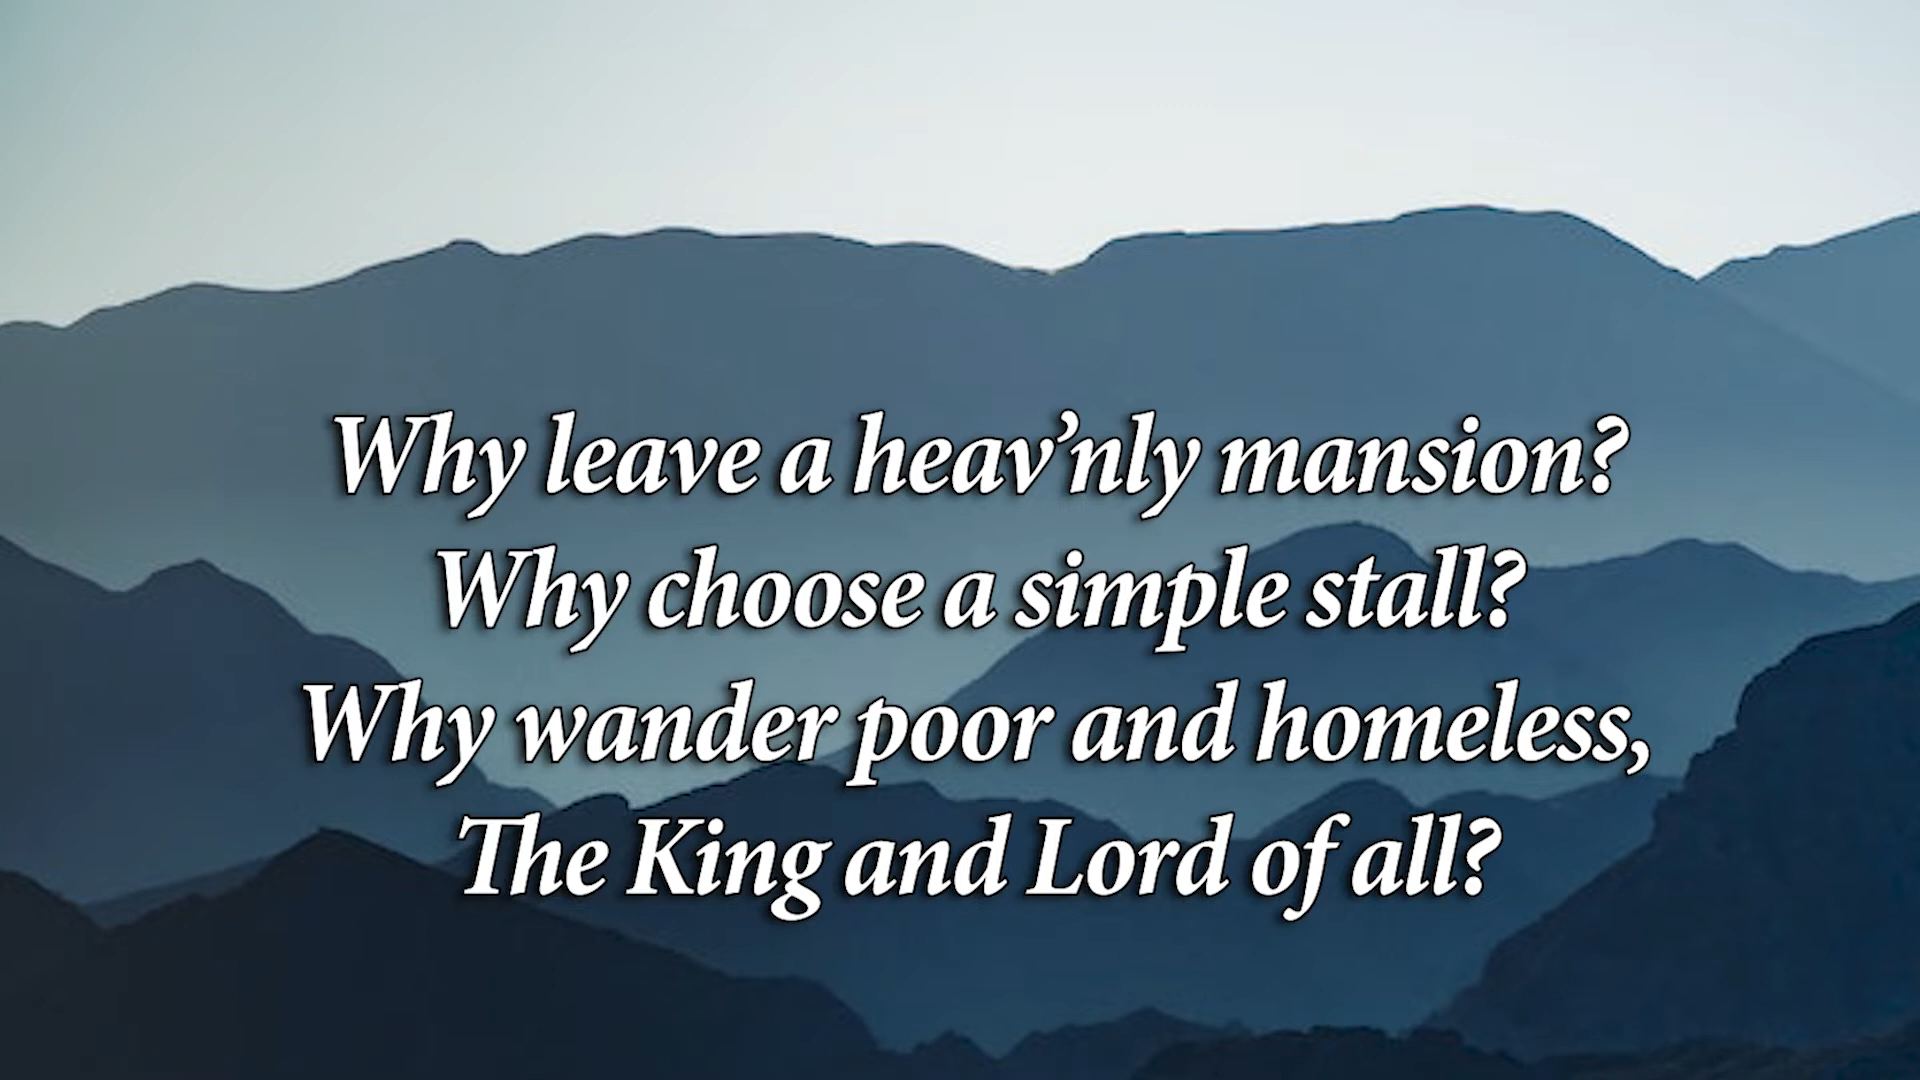 Why leave a heav’nly mansion?
Why choose a simple stall?
Why wander poor and homeless,
The King and Lord of all?